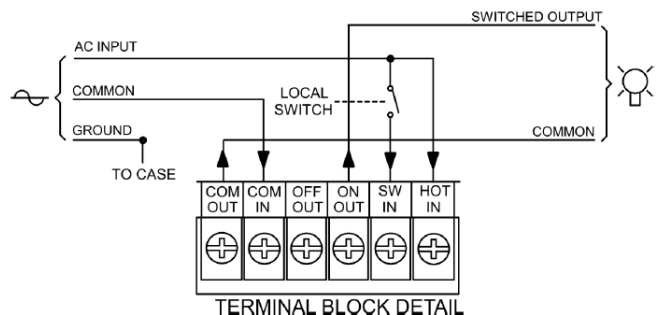 SWITCHED OUTPUT
AC INPUT
COMMON
LOCAL
SWITCH
GROUND
COMMON
TO CASE
COM OUT
COM IN
OFF OUT
ON OUT
SW IN
HOT IN
TERMINAL BLOCK DETAIL